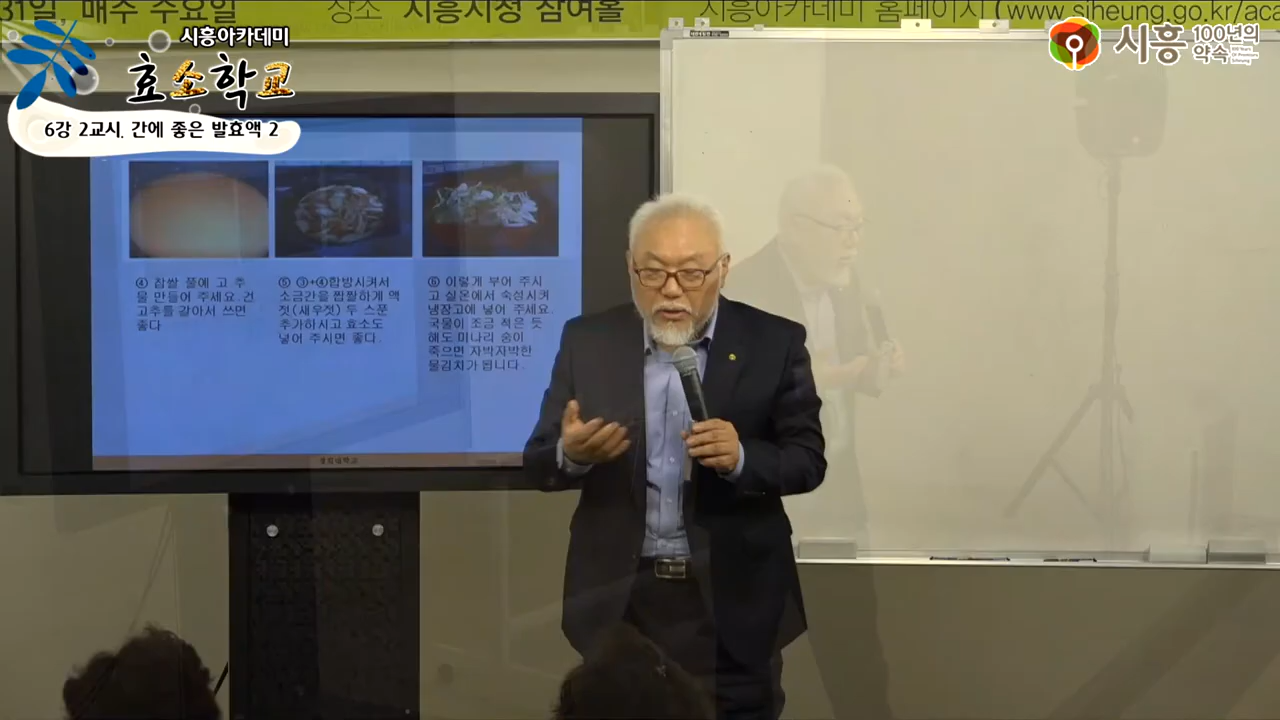 31일 매주 수요일
장소 시흥시청 참여홀
시흥아카데미 홈페이지(www.siheung.go.kr/aca
시흥아카데미
효소학교
6강 2교시. 간에 좋은 발효액 2
시흥 100년의
약속
④ 찹쌀 풀에 고 추
물 만들어 주세요.건
고추를 갈아서 쓰면
좋다
⑤ ③+④합방시켜서
소금간을 짭짤하게 액
젓(새우젓) 두 스푼
추가하시고 효소도
넣어 주시면 좋다.
⑥ 이렇게 부어 주시
고 실온에서 숙성시켜
냉장고에 넣어 주세요.
국물이 조금 적은 듯
해도 미나리 숨이
죽으면 자박자박한
물김치가 됩니다.